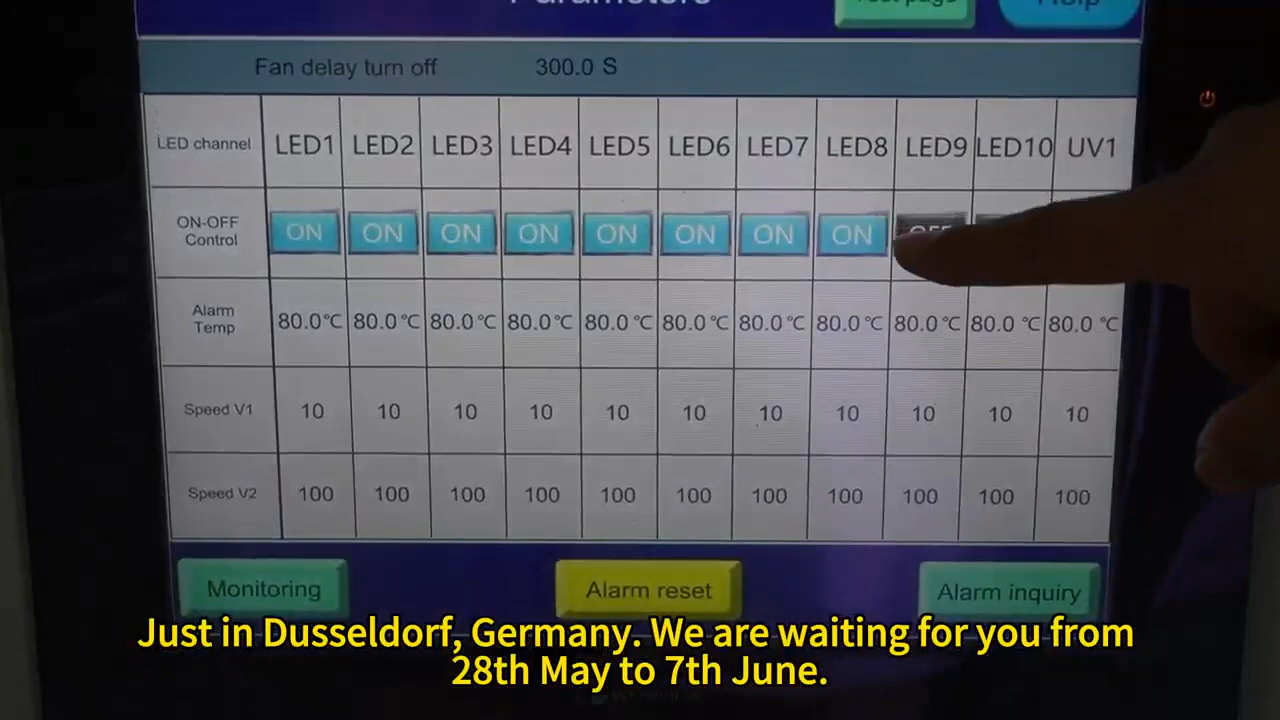 Parameters
Test page
Help
Fan delay turn off 300.0 S
LED channel LED1 LED2 LED3 LED4 LED5 LED6 LED7 LED8 LED9 LED10 UV1
ON-OFF Control ON ON ON ON ON ON ON ON OFF
Alarm Temp 80.0℃ 80.0℃ 80.0℃ 80.0℃ 80.0℃ 80.0℃ 80.0℃ 80.0℃ 80.0℃ 80.0℃ 80.0℃
Speed V1 10 10 10 10 10 10 10 10 10 10 10
Speed V2 100 100 100 100 100 100 100 100 100 100 100
Monitoring Alarm reset Alarm inquiry
Just in Dusseldorf, Germany. We are waiting for you from
28th May to 7th June.